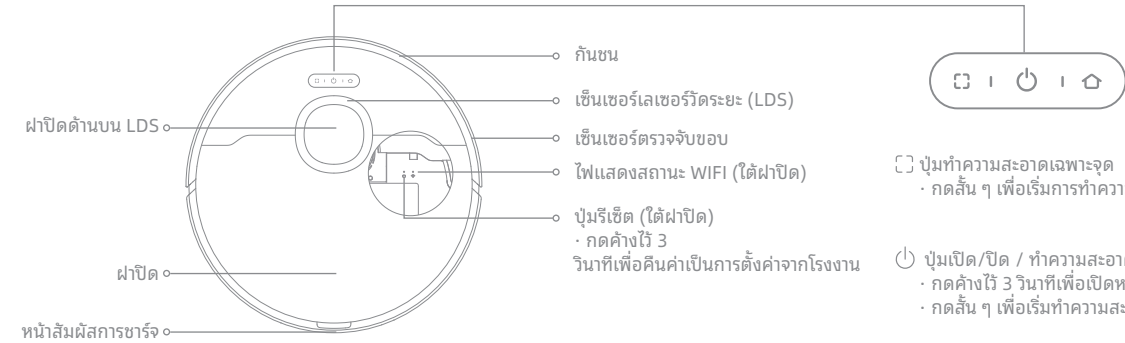 กันชน
เซ็นเซอร์เลเซอร์วัดระยะ (LDS)
ฝาปิดด้านบน LDS
เซ็นเซอร์ตรวจจับขอบ
ไฟแสดงสถานะ WIFI (ใต้ฝาปิด)
ปุ่มรีเซ็ต (ใต้ฝาปิด)
· กดค้างไว้ 3
วินาทีเพื่อคืนค่าเป็นการตั้งค่าจากโรงงาน
ฝาปิด
หน้าสัมผัสการชาร์จ
ปุ่มทำความสะอาดเฉพาะจุด
· กดสั้น ๆ เพื่อเริ่มการทำควา
ปุ่มเปิด/ปิด / ทำความสะอา
· กดค้างไว้ 3 วินาทีเพื่อเปิดห
· กดสั้น ๆ เพื่อเริ่มทำความสะ